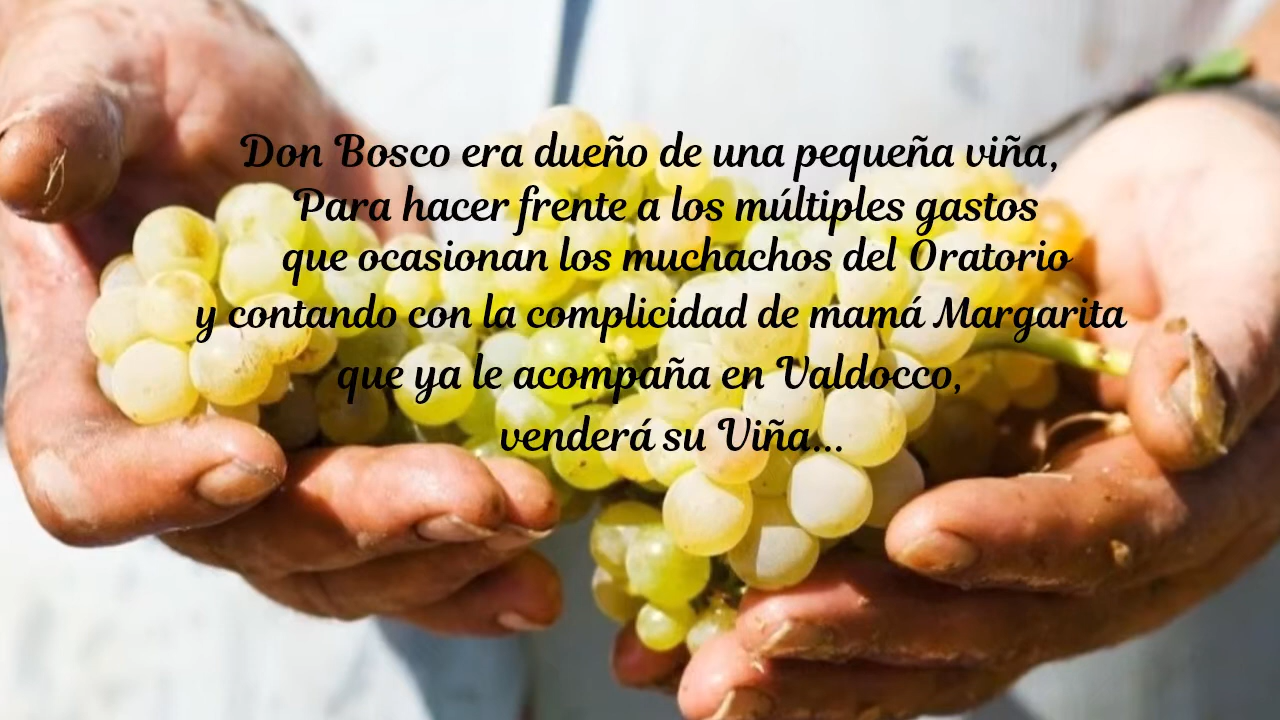 Don Bosco era dueño de una pequeña viña,
Para hacer frente a los múltiples gastos
que ocasionan los muchachos del Oratorio
y contando con la complicidad de mamá Margarita
que ya le acompaña en Valdocco,
venderá su Viña...